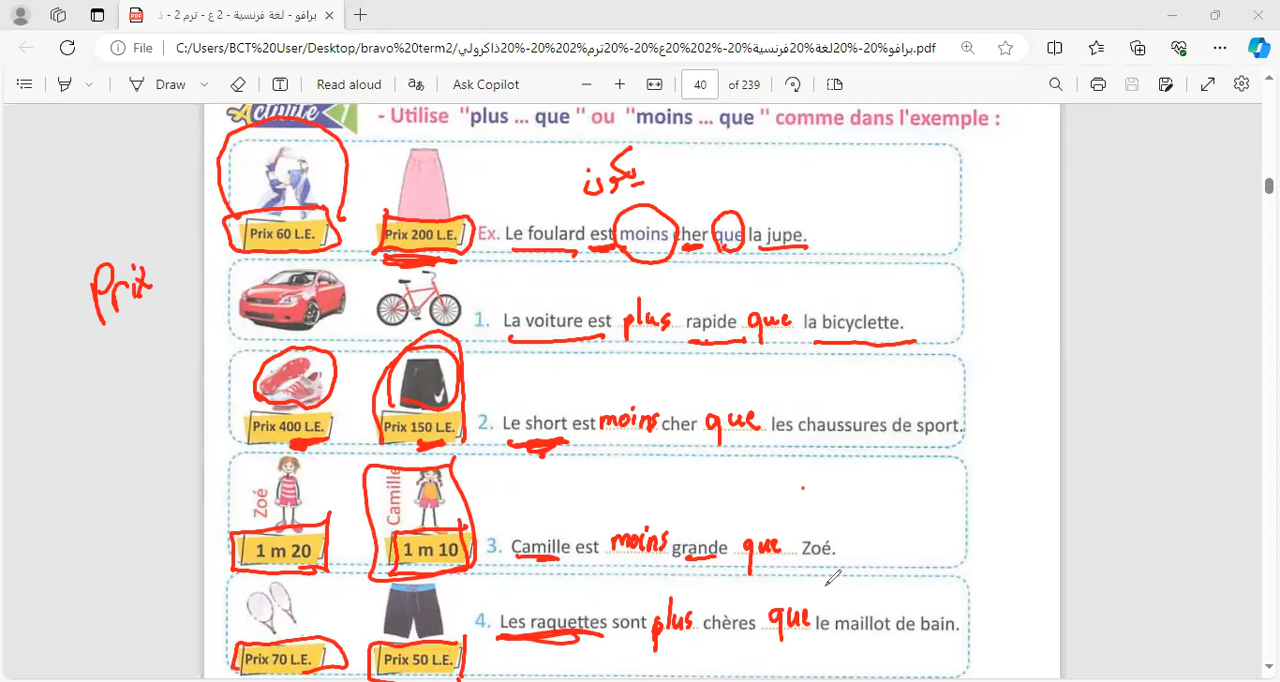 برافو - لغة فرنسية - 2 ع - ترم 2 - ذ
File C:/Users/BCT%20User/Desktop/bravo%20term2/برافو%20-%20لغة%20فرنسية%20-%202%20ع%20-%20ترم%202%20-%20ذاكرولي.pdf
Draw Read aloud aあ Ask Copilot 40 of 239
Activité 1 - Utilise "plus ... que " ou "moins ... que " comme dans l'exemple :
يكون
Prix 60 L.E. Prix 200 L.E. Ex. Le foulard est moins cher que la jupe.
Prix
1. La voiture est plus rapide que la bicyclette.
Prix 400 L.E. Prix 150 L.E. 2. Le short est moins cher que les chaussures de sport.
Zoé Camille
1 m 20 1 m 10 3. Camille est moins grande que Zoé.
4. Les raquettes sont plus chères que le maillot de bain.
Prix 70 L.E. Prix 50 L.E.